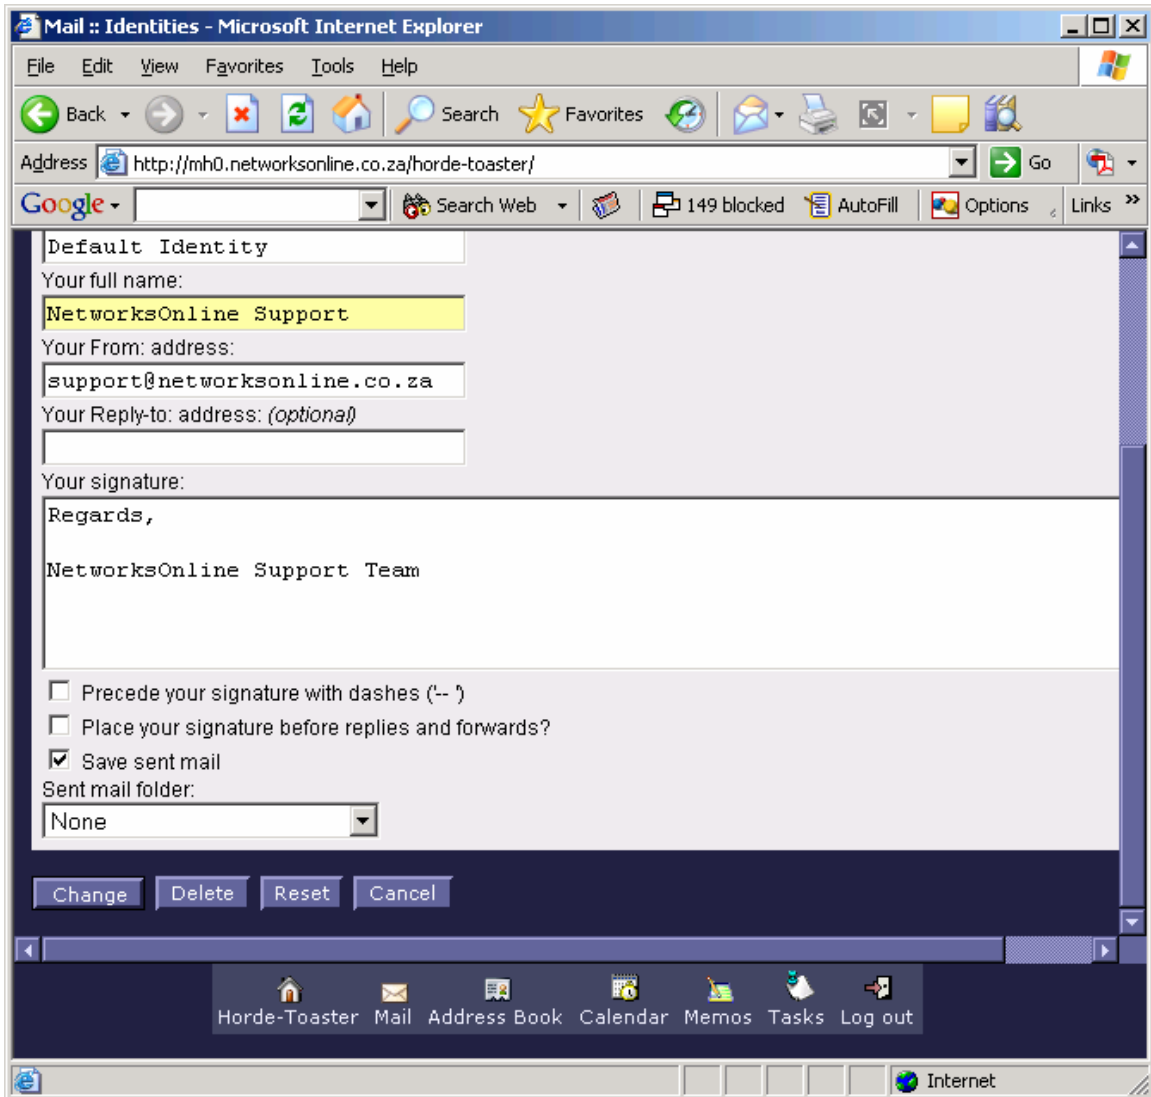 Mail :: Identities - Microsoft Internet Explorer
File Edit View Favorites Tools Help
Back Search Favorites
Address http://mh0.networksonline.co.za/horde-toaster/ Go
Google Search Web 149 blocked AutoFill Options Links »
Default Identity
Your full name:
NetworksOnline Support
Your From: address:
support@networksonline.co.za
Your Reply-to: address: (optional)
Your signature:
Regards,
NetworksOnline Support Team
Precede your signature with dashes ('-- ')
Place your signature before replies and forwards?
Save sent mail
Sent mail folder:
None
Change Delete Reset Cancel
Horde-Toaster Mail Address Book Calendar Memos Tasks Log out
Internet